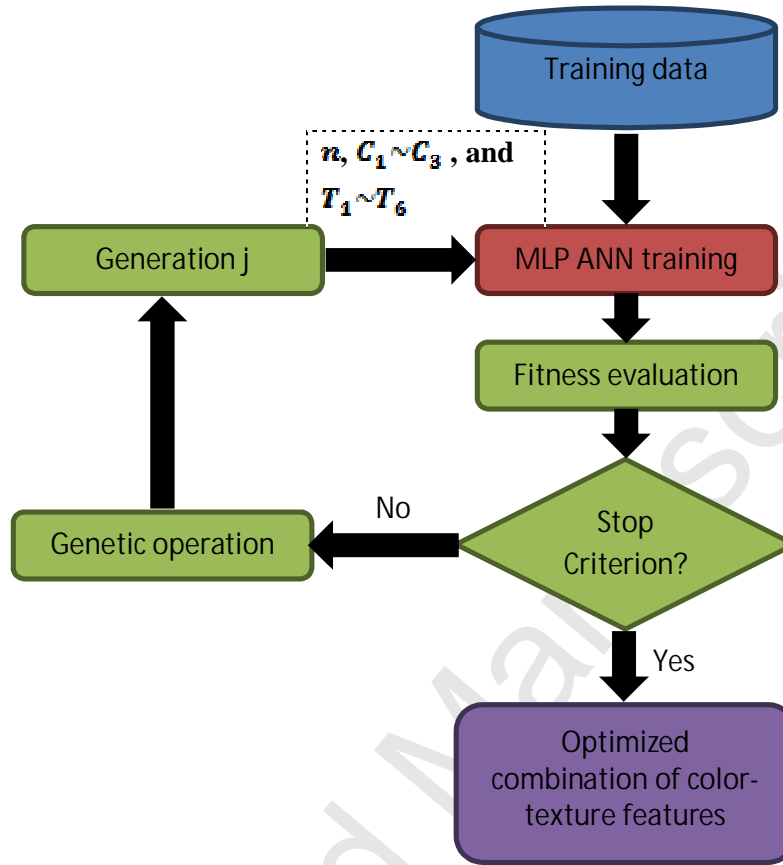 Training data
n, C₁~C₃ , and
T₁~T₆
Generation j
MLP ANN training
Fitness evaluation
Stop
Criterion?
No
Genetic operation
Yes
Optimized
combination of color-
texture features